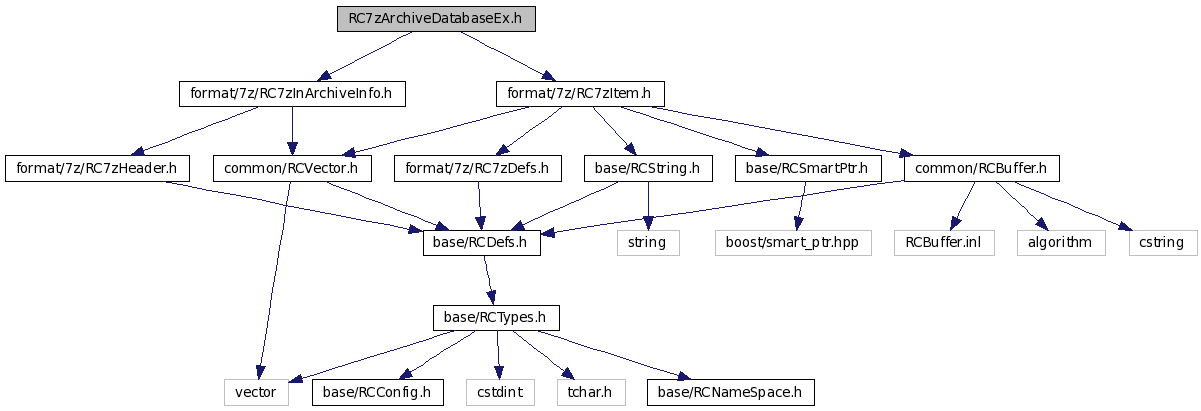 RC7zArchiveDatabaseEx.h
format/7z/RC7zInArchiveInfo.h
format/7z/RC7zItem.h
format/7z/RC7zHeader.h
common/RCVector.h
format/7z/RC7zDefs.h
base/RCString.h
base/RCSmartPtr.h
common/RCBuffer.h
base/RCDefs.h
string
boost/smart_ptr.hpp
RCBuffer.inl
algorithm
cstring
base/RCTypes.h
vector
base/RCConfig.h
cstdint
tchar.h
base/RCNameSpace.h